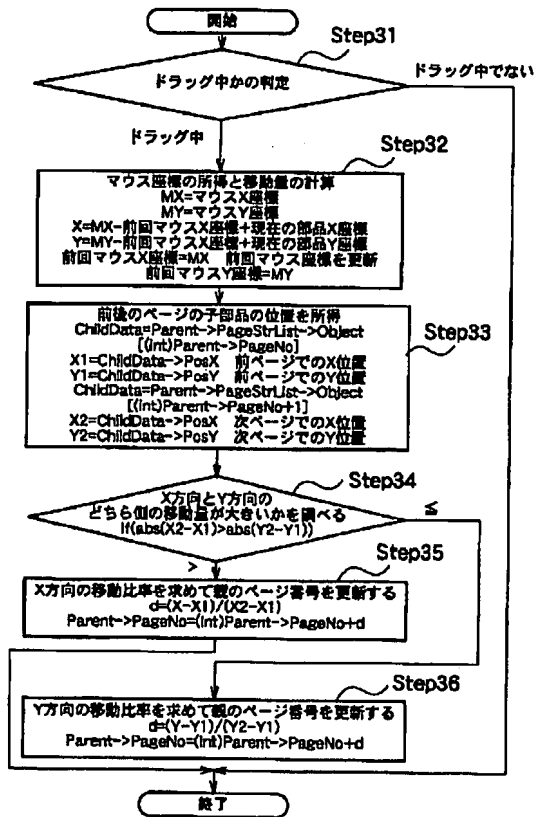 開始
Step31
ドラッグ中かの判定
ドラッグ中でない
ドラッグ中
Step32
マウス座標の所得と移動量の計算
MX=マウスX座標
MY=マウスY座標
X=MX-前回マウスX座標+現在の部品X座標
Y=MY-前回マウスX座標+現在の部品Y座標
前回マウスX座標=MX 前回マウス座標を更新
前回マウスY座標=MY
Step33
前後のページの子部品の位置を所得
ChildData=Parent->PageStrList->Object
[(int)Parent->PageNo]
X1=ChildData->PosX 前ページでのX位置
Y1=ChildData->PosY 前ページでのY位置
ChildData=Parent->PageStrList->Object
[(int)Parent->PageNo+1]
X2=ChildData->PosX 次ページでのX位置
Y2=ChildData->PosY 次ページでのY位置
Step34
X方向とY方向の
どちら側の移動量が大きいかを調べる
if(abs(X2-X1)>abs(Y2-Y1))
≦
>
Step35
X方向の移動比率を求めて親のページ番号を更新する
d=(X-X1)/(X2-X1)
Parent->PageNo=(int)Parent->PageNo+d
Step36
Y方向の移動比率を求めて親のページ番号を更新する
d=(Y-Y1)/(Y2-Y1)
Parent->PageNo=(int)Parent->PageNo+d
終了